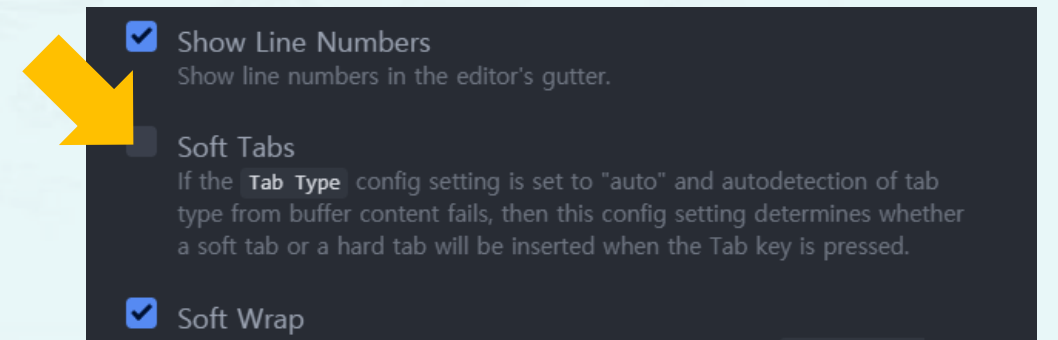 Show Line Numbers
Show line numbers in the editor's gutter.
Soft Tabs
If the Tab Type config setting is set to "auto" and autodetection of tab
type from buffer content fails, then this config setting determines whether
a soft tab or a hard tab will be inserted when the Tab key is pressed.
Soft Wrap